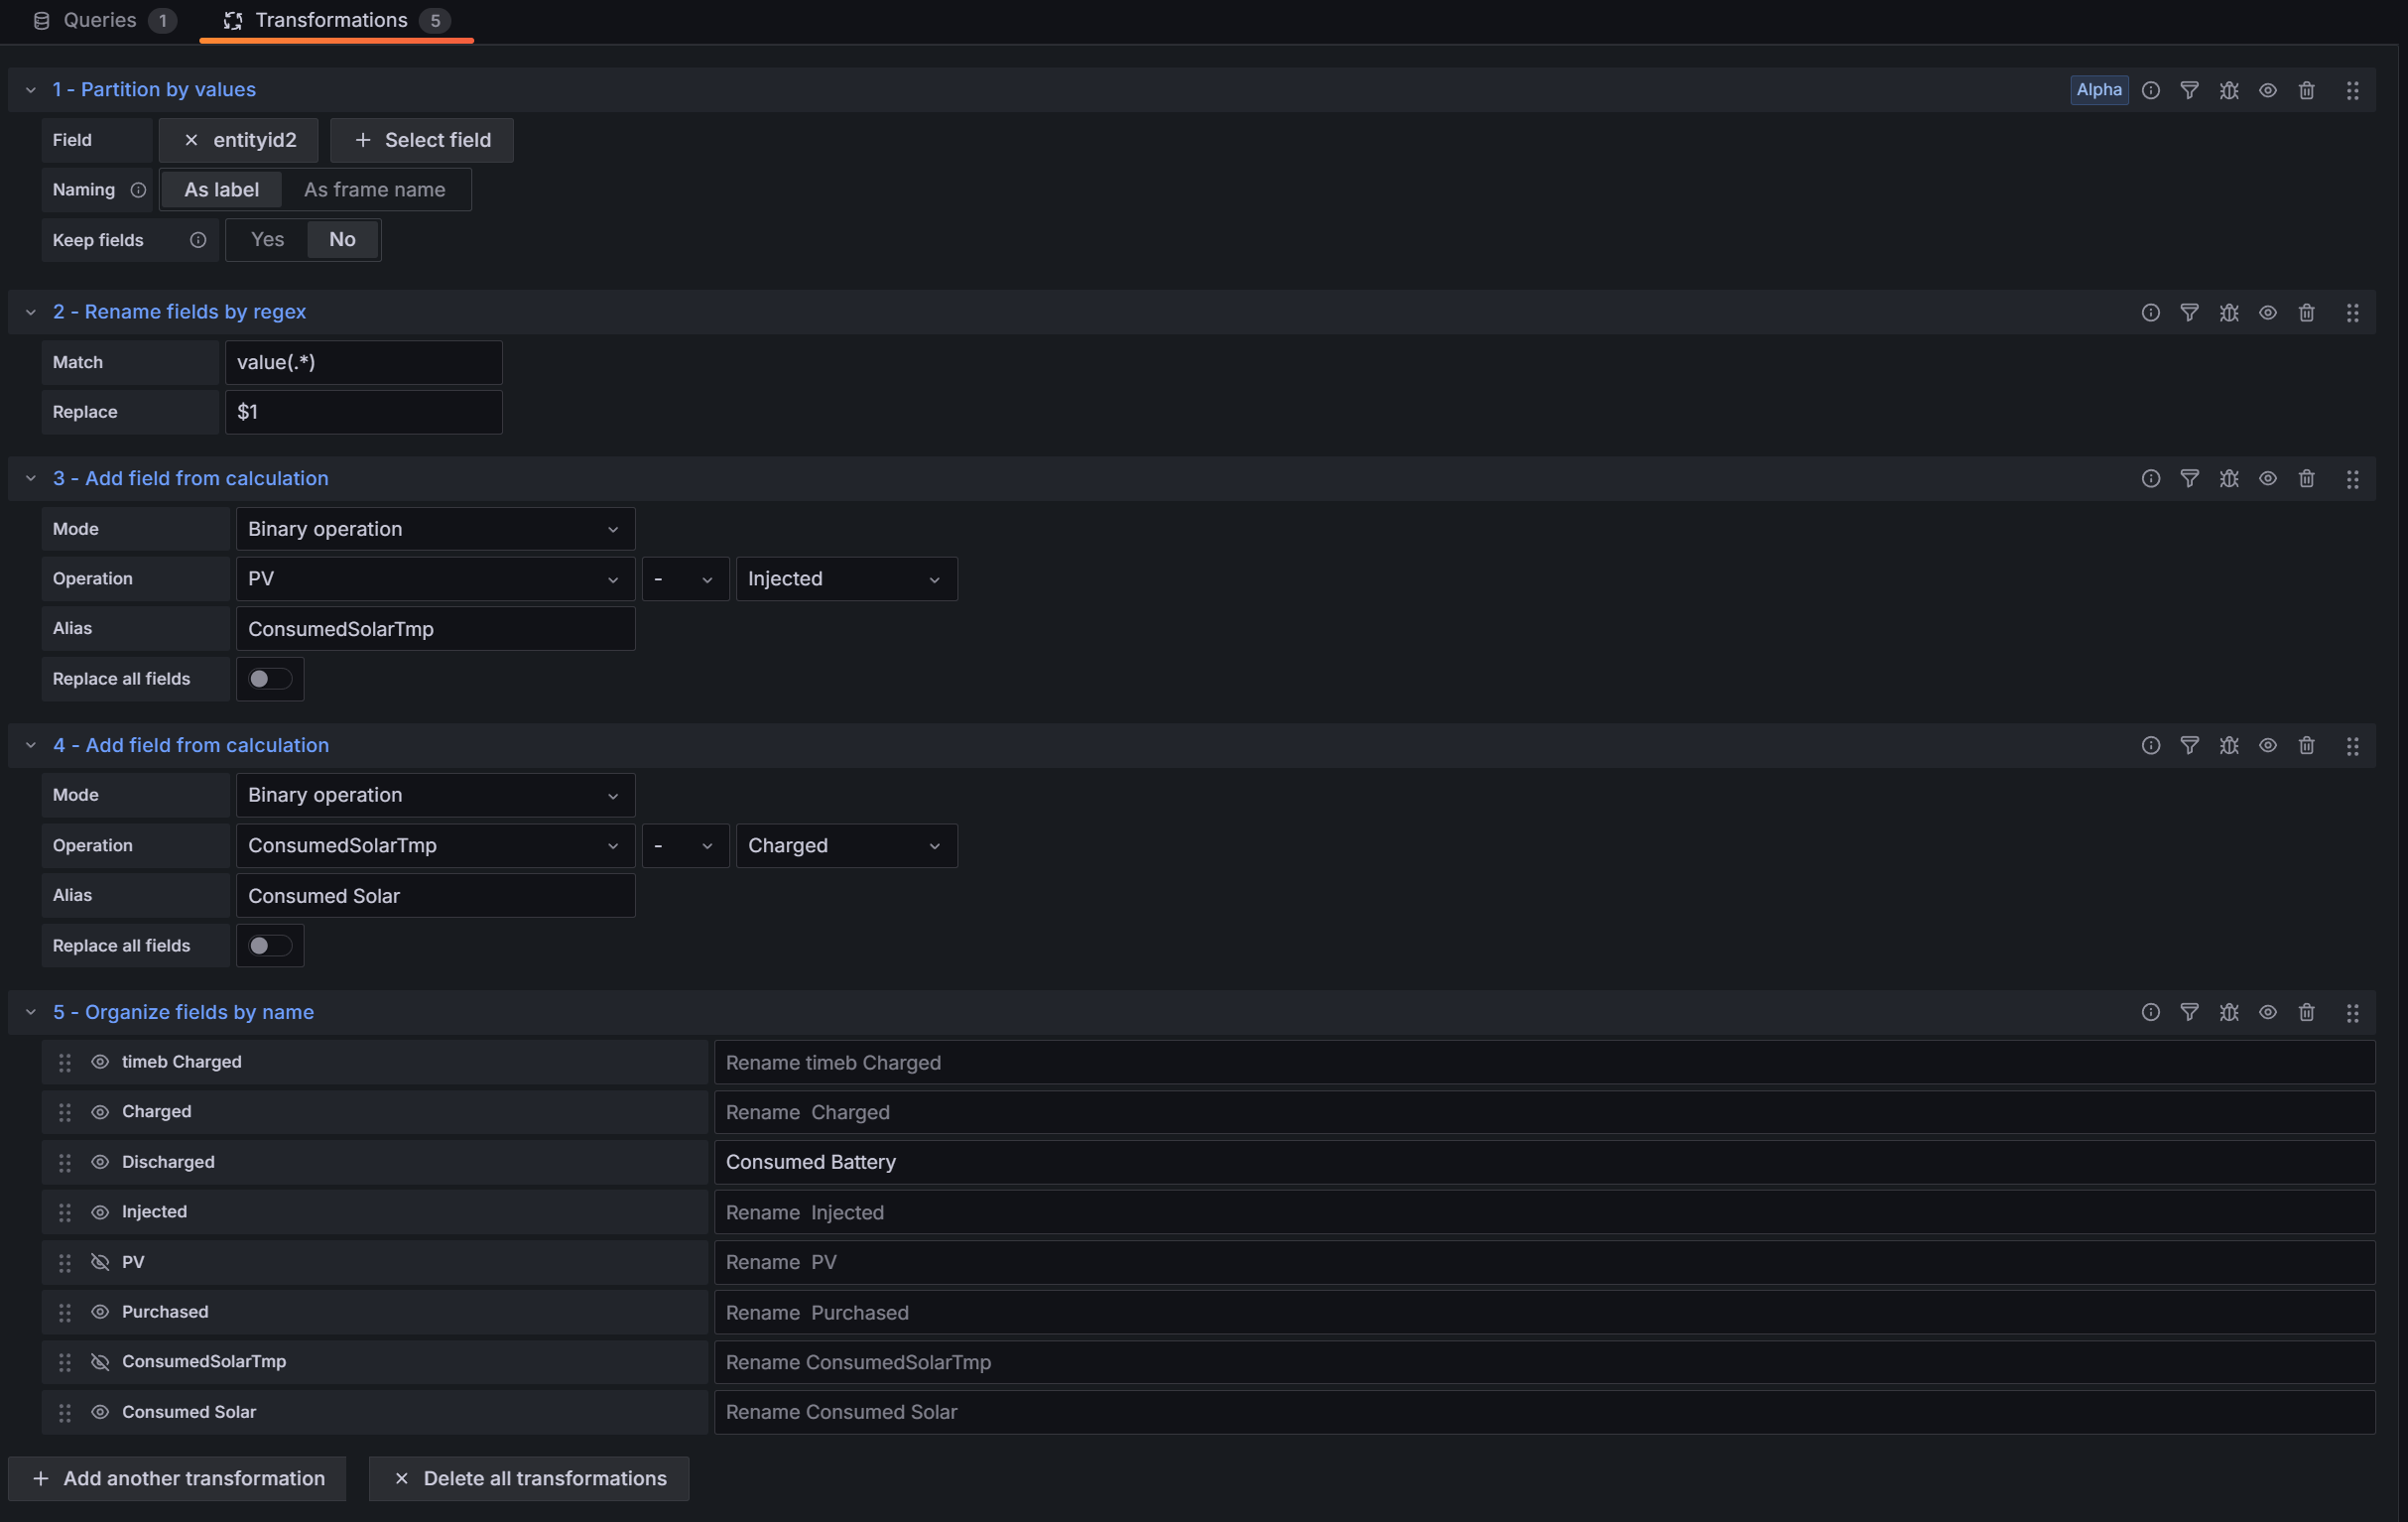 Queries 1 Transformations 5
1 - Partition by values Alpha
Field entityid2 Select field
Naming As label As frame name
Keep fields Yes No
2 - Rename fields by regex
Match value(.*)
Replace $1
3 - Add field from calculation
Mode Binary operation
Operation PV - Injected
Alias ConsumedSolarTmp
Replace all fields
4 - Add field from calculation
Mode Binary operation
Operation ConsumedSolarTmp - Charged
Alias Consumed Solar
Replace all fields
5 - Organize fields by name
timeb Charged Rename timeb Charged
Charged Rename  Charged
Discharged Consumed Battery
Injected Rename  Injected
PV Rename  PV
Purchased Rename  Purchased
ConsumedSolarTmp Rename ConsumedSolarTmp
Consumed Solar Rename Consumed Solar
Add another transformation Delete all transformations